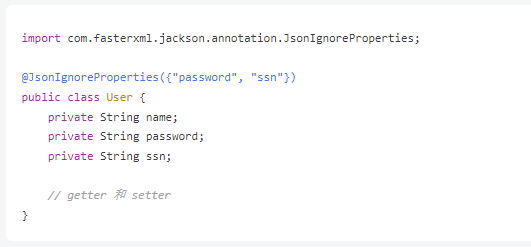 import com.fasterxml.jackson.annotation.JsonIgnoreProperties;
@JsonIgnoreProperties({"password", "ssn"})
public class User {
    private String name;
    private String password;
    private String ssn;
    // getter 和 setter
}